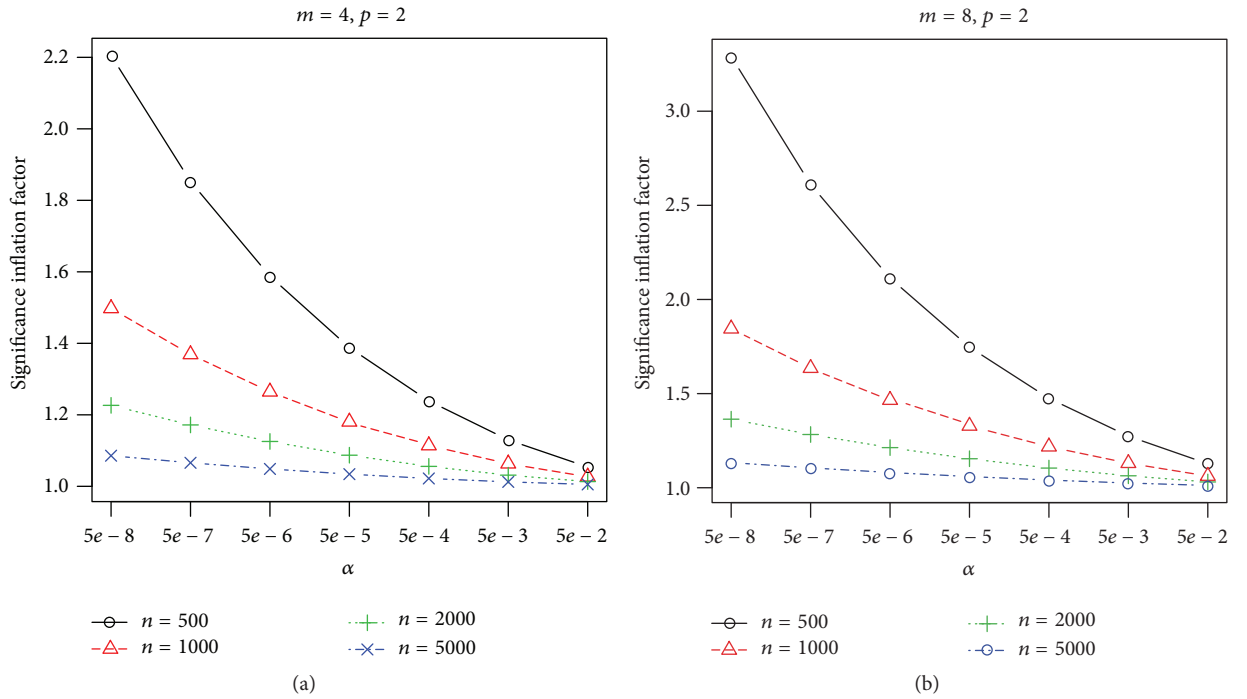 m = 4, p = 2
Significance inflation factor
2.2
2.0
1.8
1.6
1.4
1.2
1.0
5e − 8 5e − 7 5e − 6 5e − 5 5e − 4 5e − 3 5e − 2
α
n = 500
n = 1000
n = 2000
n = 5000
(a)
m = 8, p = 2
Significance inflation factor
3.0
2.5
2.0
1.5
1.0
5e − 8 5e − 7 5e − 6 5e − 5 5e − 4 5e − 3 5e − 2
α
n = 500
n = 1000
n = 2000
n = 5000
(b)